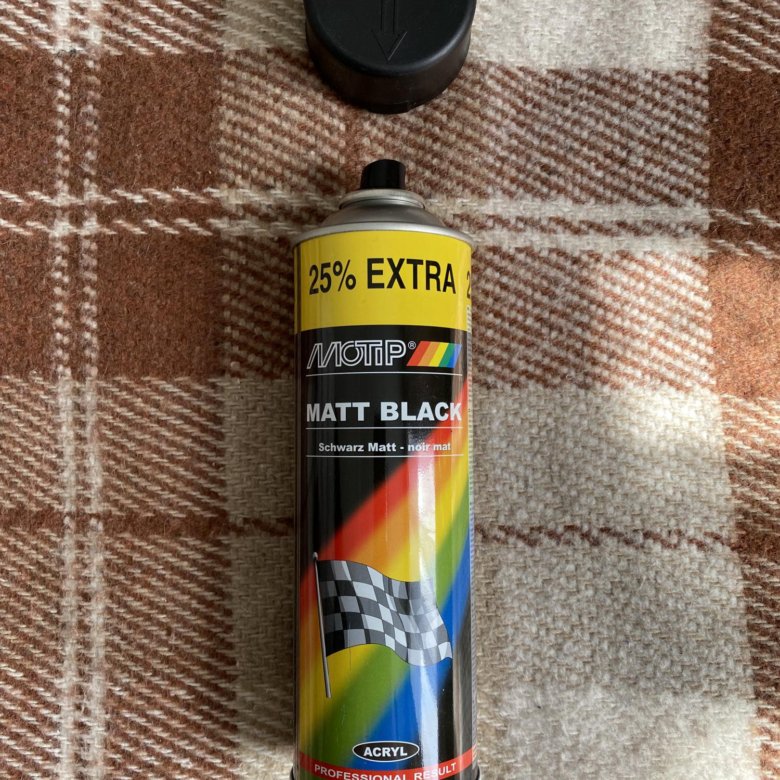 25% EXTRA
MOTIP®
MATT BLACK
Schwarz Matt - noir mat
ACRYL
PROFESSIONAL RESULT